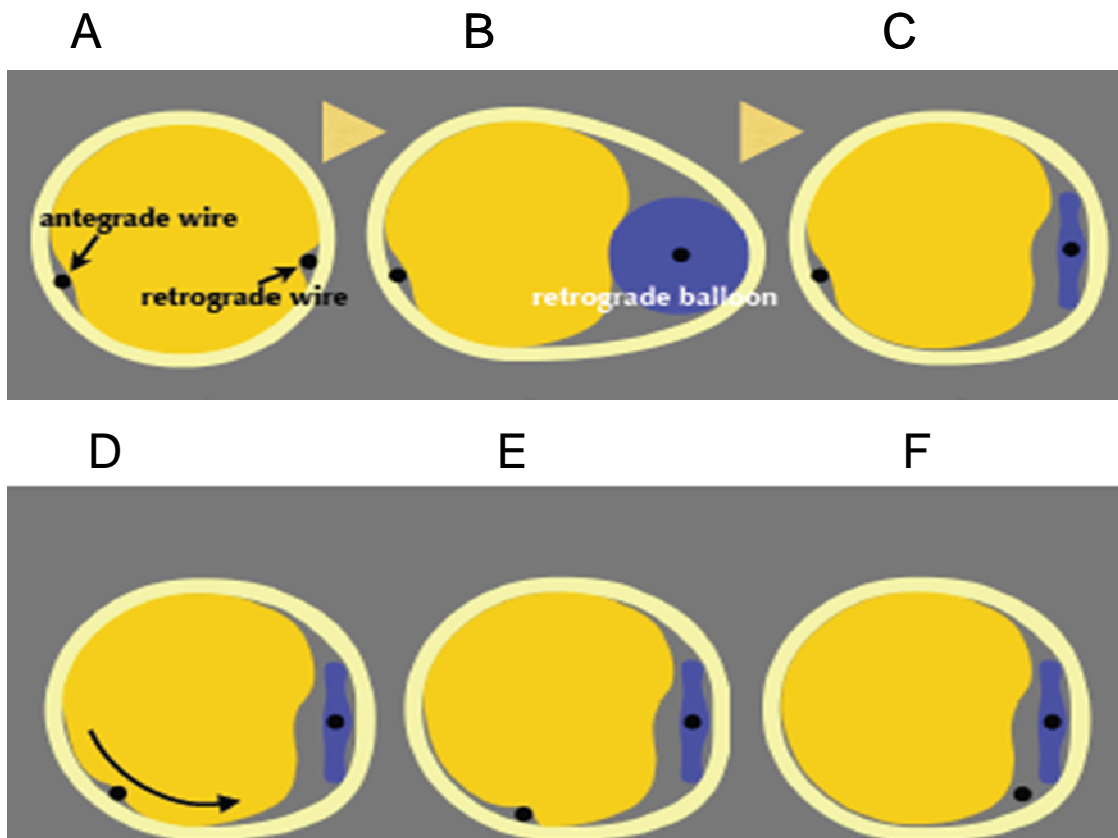 A B C
antegrade wire
retrograde wire
retrograde balloon
D E F